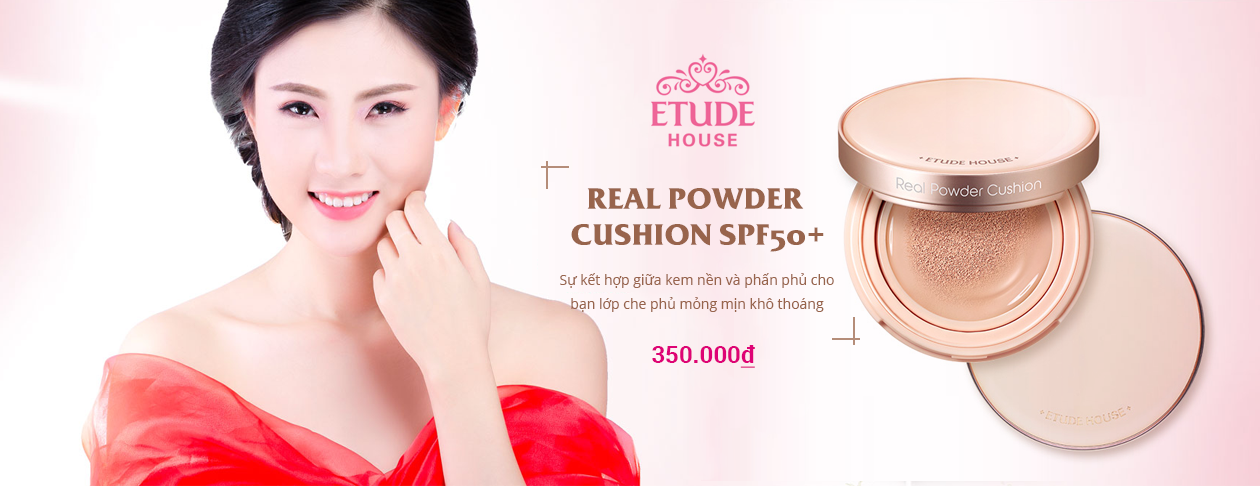 ETUDE
HOUSE
REAL POWDER
CUSHION SPF50+
Sự kết hợp giữa kem nền và phấn phủ cho
bạn lớp che phủ mỏng mịn khô thoáng
350.000đ
• ETUDE HOUSE •
Real Powder Cushion
• ETUDE HOUSE •